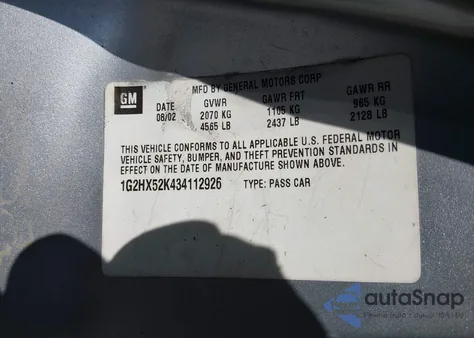 MFD BY GENERAL MOTORS CORP
GM
DATE GVWR GAWR FRT GAWR RR
08/02 2070 KG 1105 KG 965 KG
4565 LB 2437 LB 2128 LB
THIS VEHICLE CONFORMS TO ALL APPLICABLE U.S. FEDERAL MOTOR
VEHICLE SAFETY, BUMPER, AND THEFT PREVENTION STANDARDS IN
EFFECT ON THE DATE OF MANUFACTURE SHOWN ABOVE.
1G2HX52K434112926 TYPE: PASS CAR
autoSnap